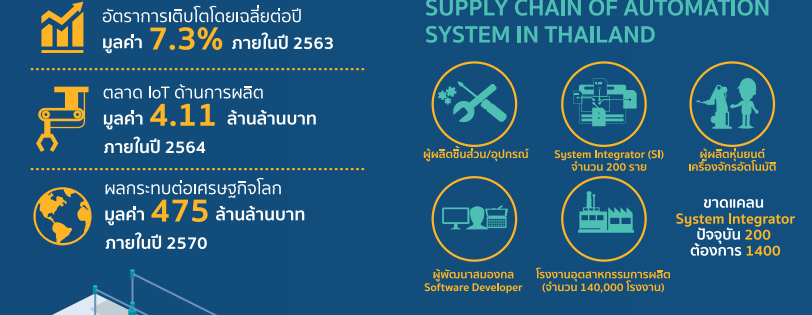 อัตราการเติบโตโดยเฉลี่ยต่อปี
มูลค่า 7.3% ภายในปี 2563
ตลาด IoT ด้านการผลิต
มูลค่า 4.11 ล้านล้านบาท
ภายในปี 2564
ผลกระทบต่อเศรษฐกิจโลก
มูลค่า 475 ล้านล้านบาท
ภายในปี 2570
SUPPLY CHAIN OF AUTOMATION
SYSTEM IN THAILAND
ผู้ผลิตชิ้นส่วน/อุปกรณ์
System Integrator (SI)
จำนวน 200 ราย
ผู้ผลิตหุ่นยนต์
เครื่องจักรอัตโนมัติ
ผู้พัฒนาสมองกล
Software Developer
โรงงานอุตสาหกรรมการผลิต
(จำนวน 140,000 โรงงาน)
ขาดแคลน
System Integrator
ปัจจุบัน 200
ต้องการ 1400